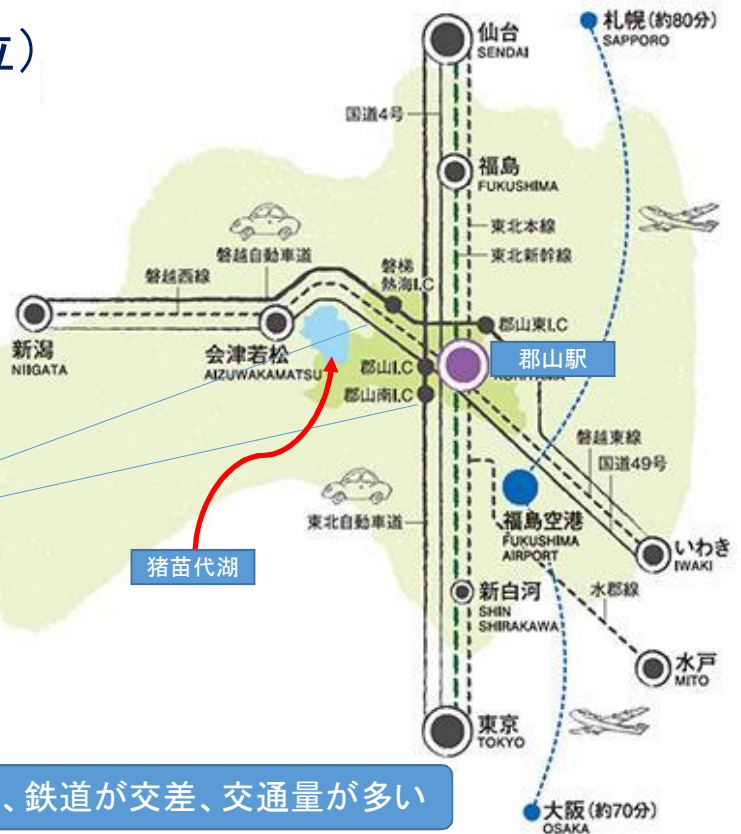 立)
仙台
SENDAI
札幌(約80分)
SAPPORO
国道4号
福島
FUKUSHIMA
東北本線
東北新幹線
磐越自動車道
磐越西線
磐梯
熱海I.C
新潟
NIIGATA
会津若松
AIZUWAKAMATSU
郡山東I.C
郡山駅
郡山I.C
郡山南I.C
磐越東線
国道49号
東北自動車道
福島空港
FUKUSHIMA
AIRPORT
いわき
IWAKI
猪苗代湖
新白河
SHIN
SHIRAKAWA
水郡線
水戸
MITO
東京
TOKYO
、鉄道が交差、交通量が多い
大阪(約70分)
OSAKA